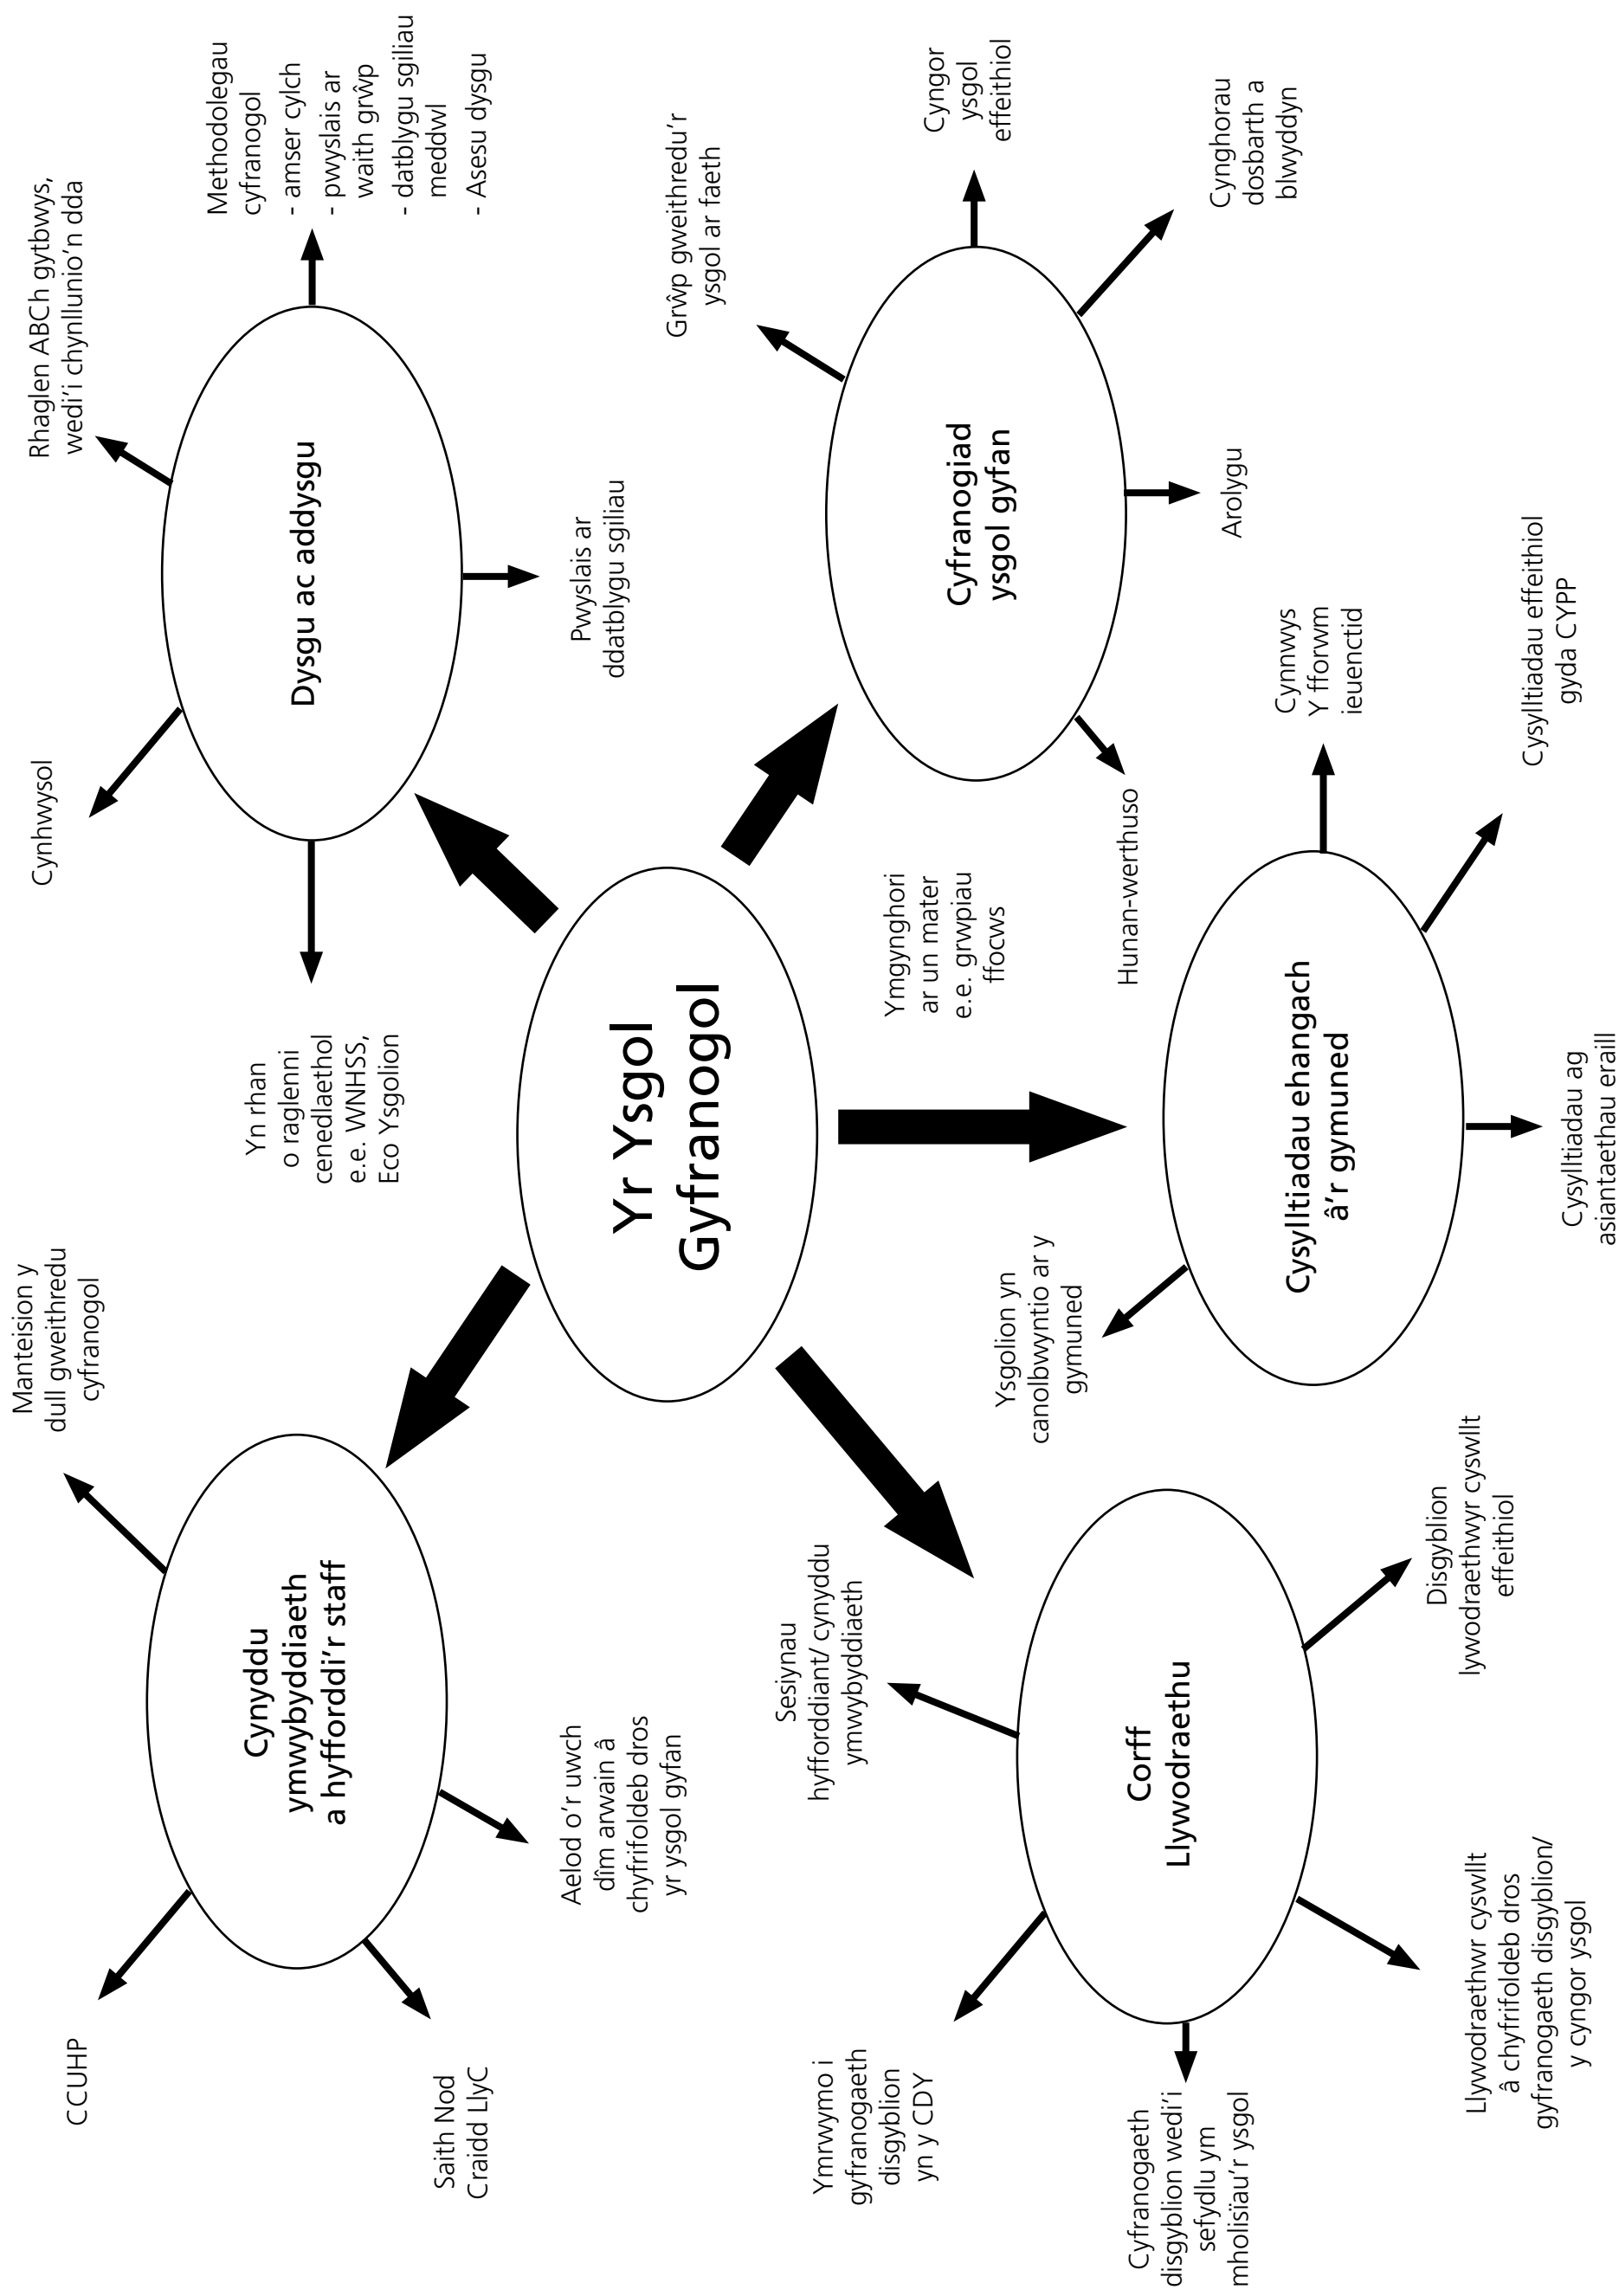 Manteision y
dull gweithredu
cyfranogol
CCUHP
Cynyddu
ymwybyddiaeth
a hyfforddi’r staff
Saith Nod
Craidd LlyC
Aelod o’r uwch
dîm arwain â
chyfrifoldeb dros
yr ysgol gyfan
Cynhwysol
Rhaglen ABCh gytbwys,
wedi’i chynllunio’n dda
Dysgu ac addysgu
Methodolegau
cyfranogol
- amser cylch
- pwyslais ar
waith grŵp
- datblygu sgiliau
meddwl
- Asesu dysgu
Yn rhan
o raglenni
cenedlaethol
e.e. WNHSS,
Eco Ysgolion
Pwyslais ar
ddatblygu sgiliau
Yr Ysgol
Gyfranogol
Grŵp gweithredu’r
ysgol ar faeth
Cyfranogiad
ysgol gyfan
Cyngor
ysgol
effeithiol
Cynghorau
dosbarth a
blwyddyn
Arolygu
Hunan-werthuso
Ymgynghori
ar un mater
e.e. grwpiau
ffocws
Sesiynau
hyfforddiant/ cynyddu
ymwybyddiaeth
Ymrwymo i
gyfranogaeth
disgyblion
yn y CDY
Corff
Llywodraethu
Cyfranogaeth
disgyblion wedi’i
sefydlu ym
mholisïau’r ysgol
Llywodraethwr cyswllt
â chyfrifoldeb dros
gyfranogaeth disgyblion/
y cyngor ysgol
Disgyblion
lywodraethwyr cyswllt
effeithiol
Ysgolion yn
canolbwyntio ar y
gymuned
Cysylltiadau ehangach
â’r gymuned
Cynnwys
Y fforwm
ieuenctid
Cysylltiadau effeithiol
gyda CYPP
Cysylltiadau ag
asiantaethau eraill